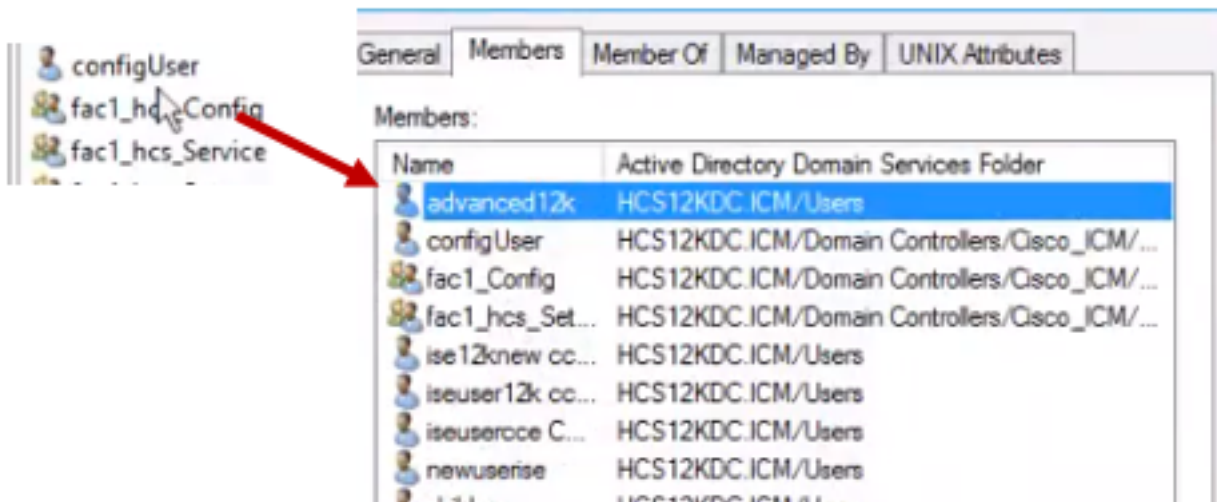 configUser
fac1_hcs_Config
fac1_hcs_Service
General Members Member Of Managed By UNIX Attributes
Members:
Name Active Directory Domain Services Folder
advanced12k HCS12KDC.ICM/Users
configUser HCS12KDC.ICM/Domain Controllers/Cisco_ICM/...
fac1_Config HCS12KDC.ICM/Domain Controllers/Cisco_ICM/...
fac1_hcs_Set... HCS12KDC.ICM/Domain Controllers/Cisco_ICM/...
ise12knew cc... HCS12KDC.ICM/Users
iseuser12k cc... HCS12KDC.ICM/Users
iseusercce C... HCS12KDC.ICM/Users
newuserise HCS12KDC.ICM/Users